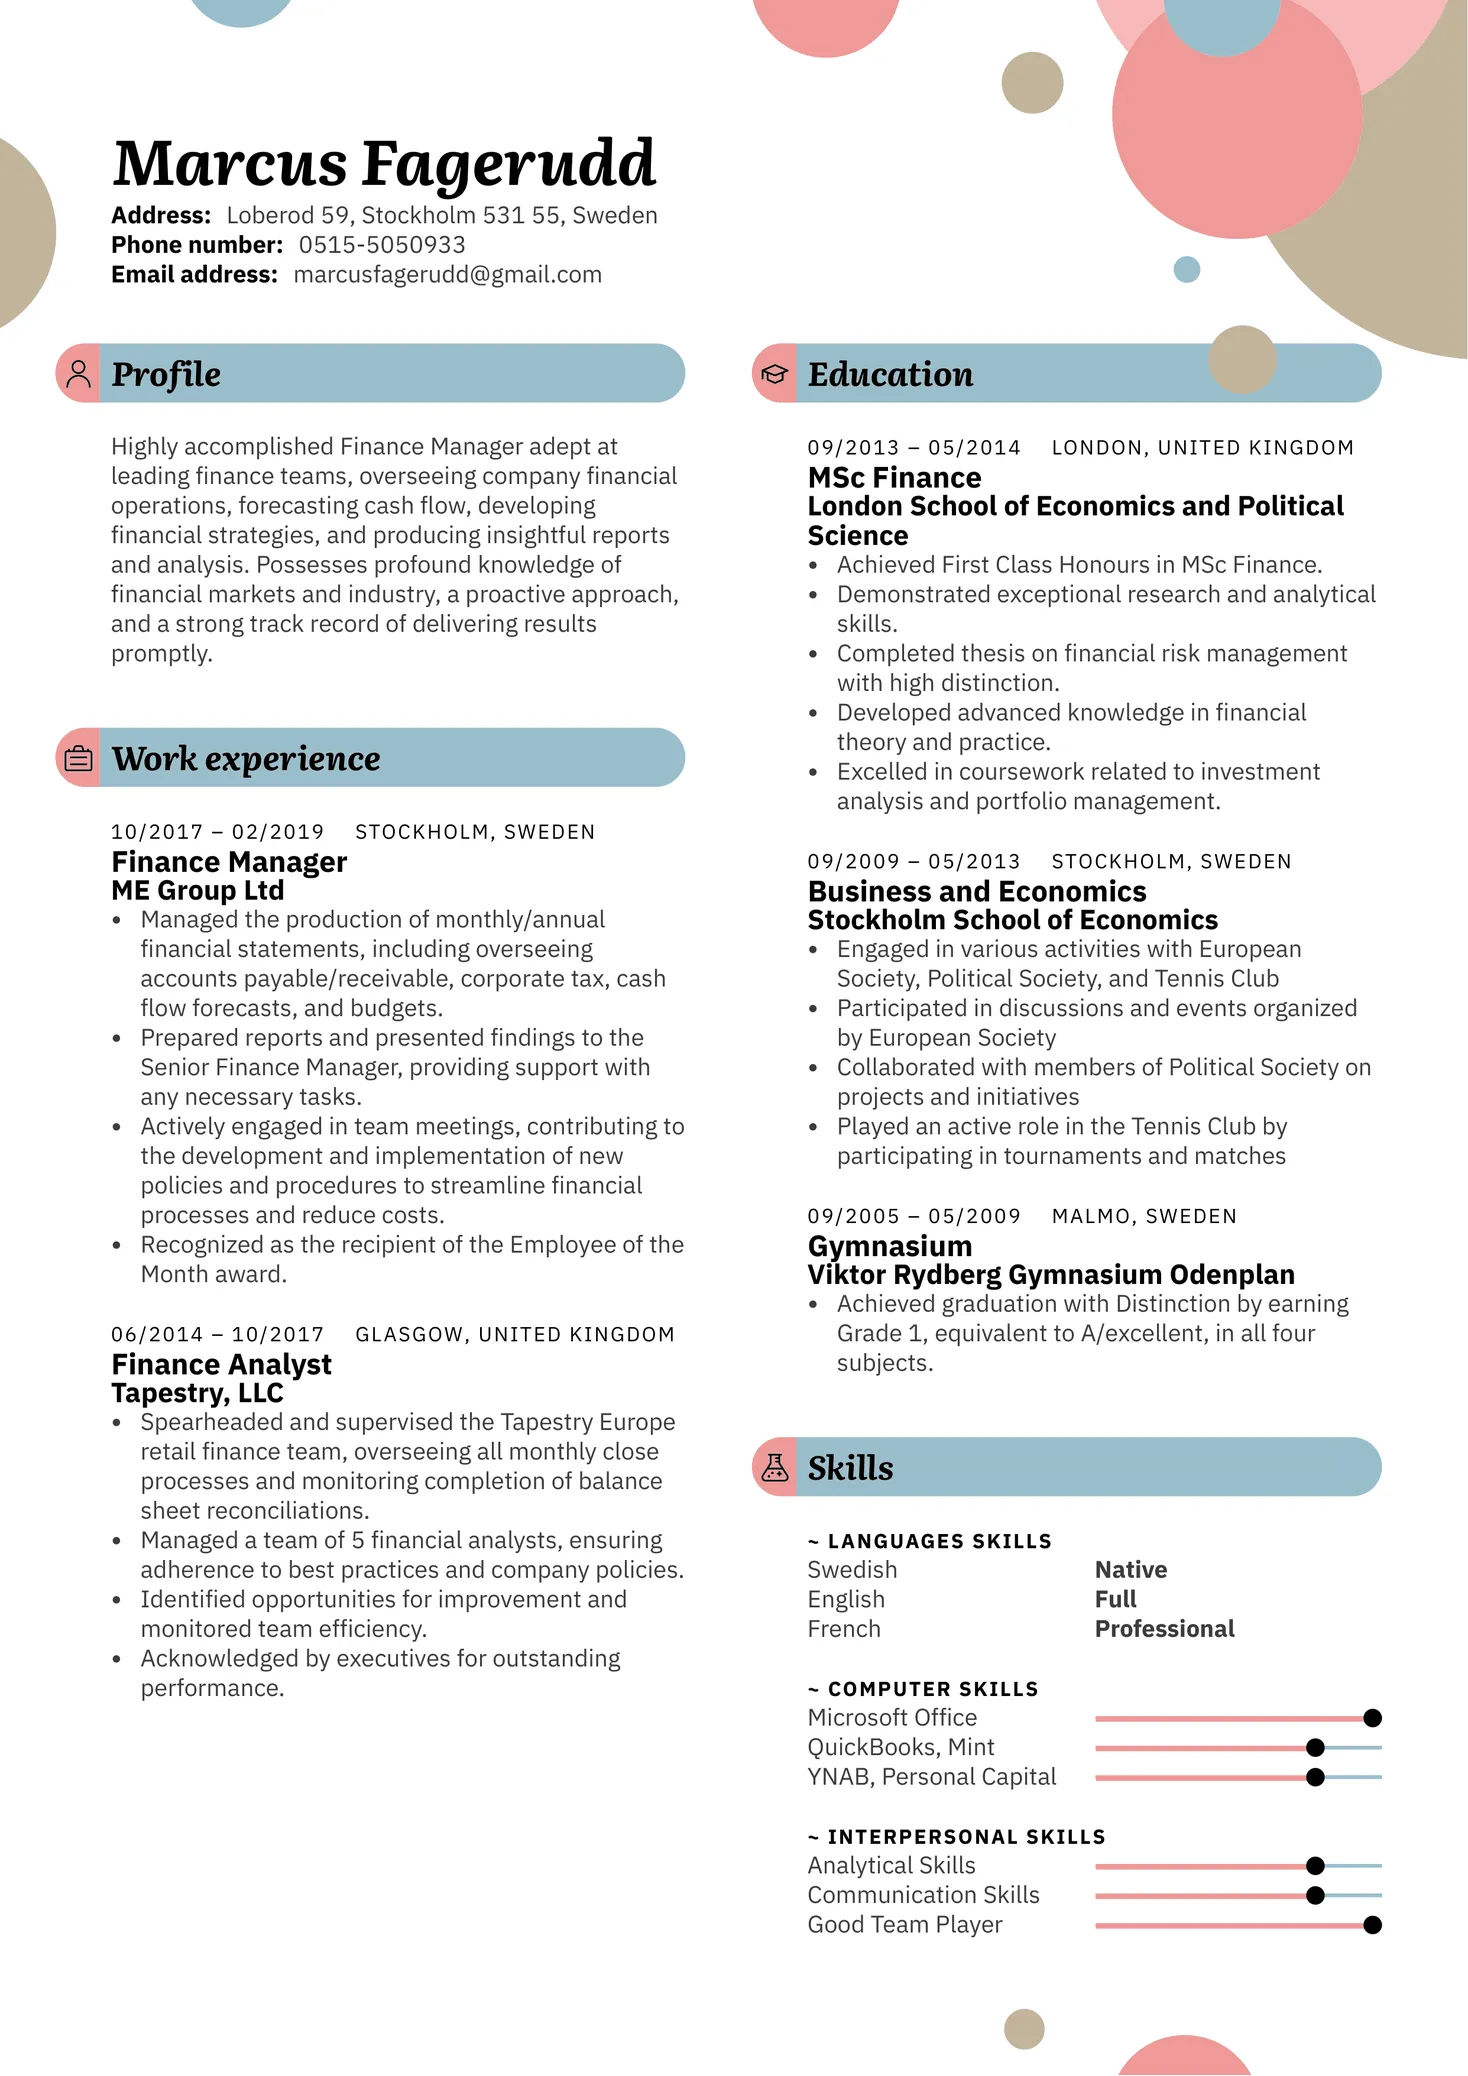 Marcus Fagerudd
Address: Loberod 59, Stockholm 531 55, Sweden
Phone number: 0515-5050933
Email address: marcusfagerudd@gmail.com
Profile
Highly accomplished Finance Manager adept at
leading finance teams, overseeing company financial
operations, forecasting cash flow, developing
financial strategies, and producing insightful reports
and analysis. Possesses profound knowledge of
financial markets and industry, a proactive approach,
and a strong track record of delivering results
promptly.
Work experience
10/2017 – 02/2019 STOCKHOLM, SWEDEN
Finance Manager
ME Group Ltd
• Managed the production of monthly/annual
financial statements, including overseeing
accounts payable/receivable, corporate tax, cash
flow forecasts, and budgets.
• Prepared reports and presented findings to the
Senior Finance Manager, providing support with
any necessary tasks.
• Actively engaged in team meetings, contributing to
the development and implementation of new
policies and procedures to streamline financial
processes and reduce costs.
• Recognized as the recipient of the Employee of the
Month award.
06/2014 – 10/2017 GLASGOW, UNITED KINGDOM
Finance Analyst
Tapestry, LLC
• Spearheaded and supervised the Tapestry Europe
retail finance team, overseeing all monthly close
processes and monitoring completion of balance
sheet reconciliations.
• Managed a team of 5 financial analysts, ensuring
adherence to best practices and company policies.
• Identified opportunities for improvement and
monitored team efficiency.
• Acknowledged by executives for outstanding
performance.
Education
09/2013 – 05/2014 LONDON, UNITED KINGDOM
MSc Finance
London School of Economics and Political
Science
• Achieved First Class Honours in MSc Finance.
• Demonstrated exceptional research and analytical
skills.
• Completed thesis on financial risk management
with high distinction.
• Developed advanced knowledge in financial
theory and practice.
• Excelled in coursework related to investment
analysis and portfolio management.
09/2009 – 05/2013 STOCKHOLM, SWEDEN
Business and Economics
Stockholm School of Economics
• Engaged in various activities with European
Society, Political Society, and Tennis Club
• Participated in discussions and events organized
by European Society
• Collaborated with members of Political Society on
projects and initiatives
• Played an active role in the Tennis Club by
participating in tournaments and matches
09/2005 – 05/2009 MALMO, SWEDEN
Gymnasium
Viktor Rydberg Gymnasium Odenplan
• Achieved graduation with Distinction by earning
Grade 1, equivalent to A/excellent, in all four
subjects.
Skills
~ LANGUAGES SKILLS
Swedish Native
English Full
French Professional
~ COMPUTER SKILLS
Microsoft Office
QuickBooks, Mint
YNAB, Personal Capital
~ INTERPERSONAL SKILLS
Analytical Skills
Communication Skills
Good Team Player